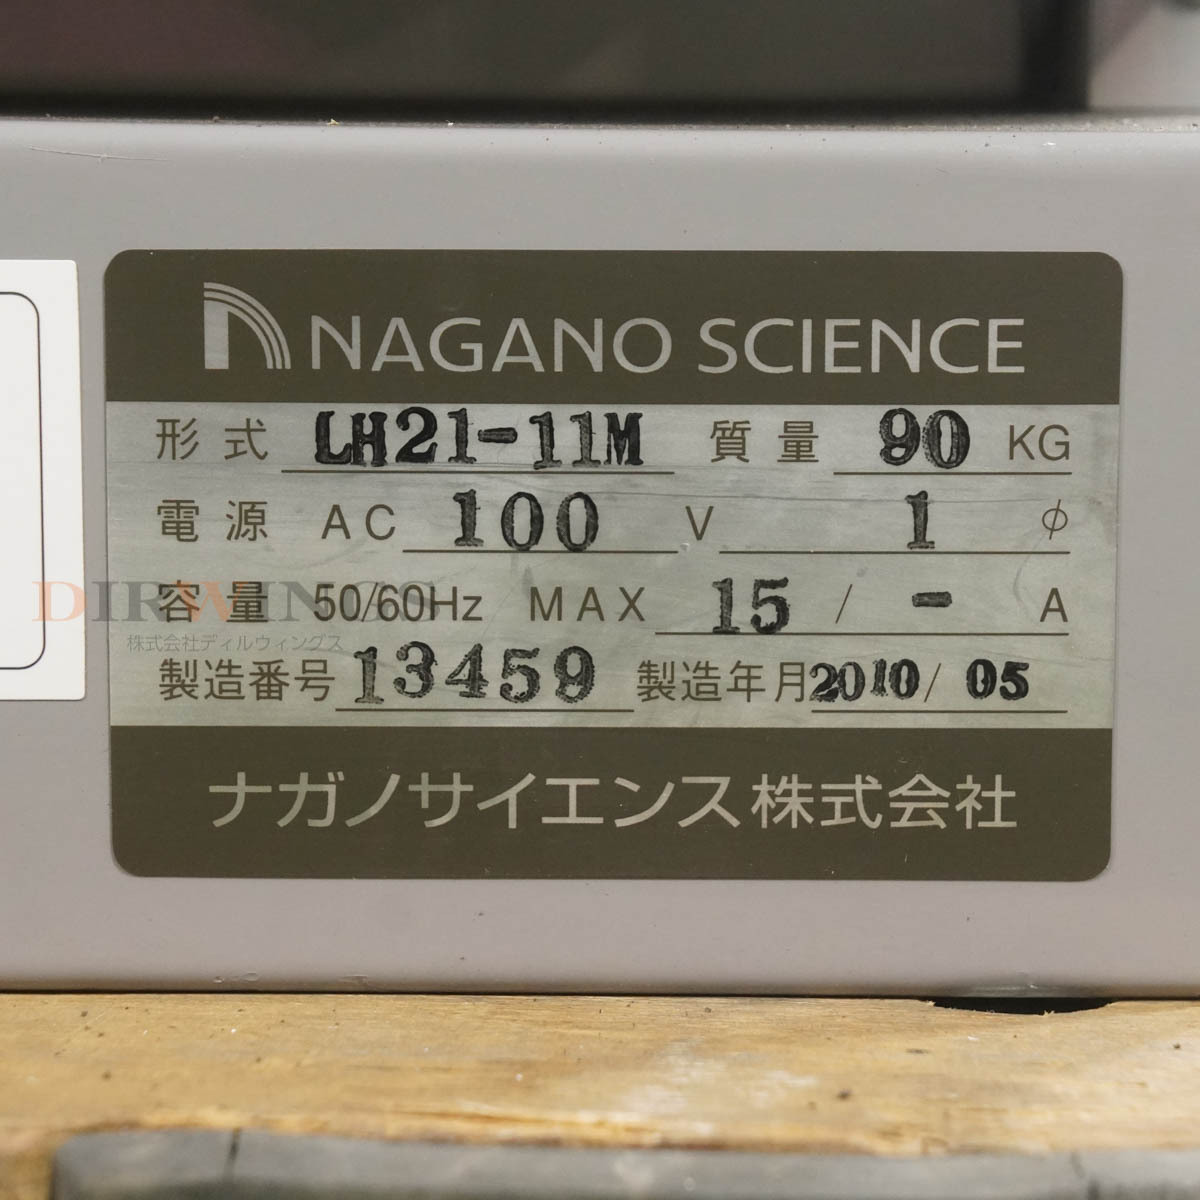 NAGANO SCIENCE
形式 LH21-11M 質量 90 KG
電源 AC 100 V 1 φ
容量 50/60Hz MAX 15 / - A
DIRWINGS
株式会社ディルウィングス
製造番号 13459 製造年月 2010/ 05
ナガノサイエンス株式会社